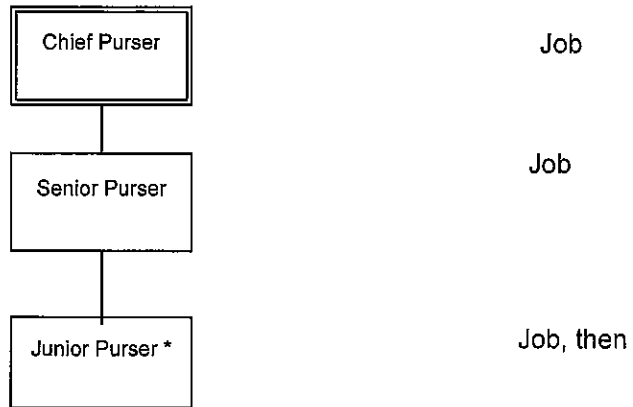 Chief Purser
Job
Senior Purser
Job
Junior Purser *
Job, then